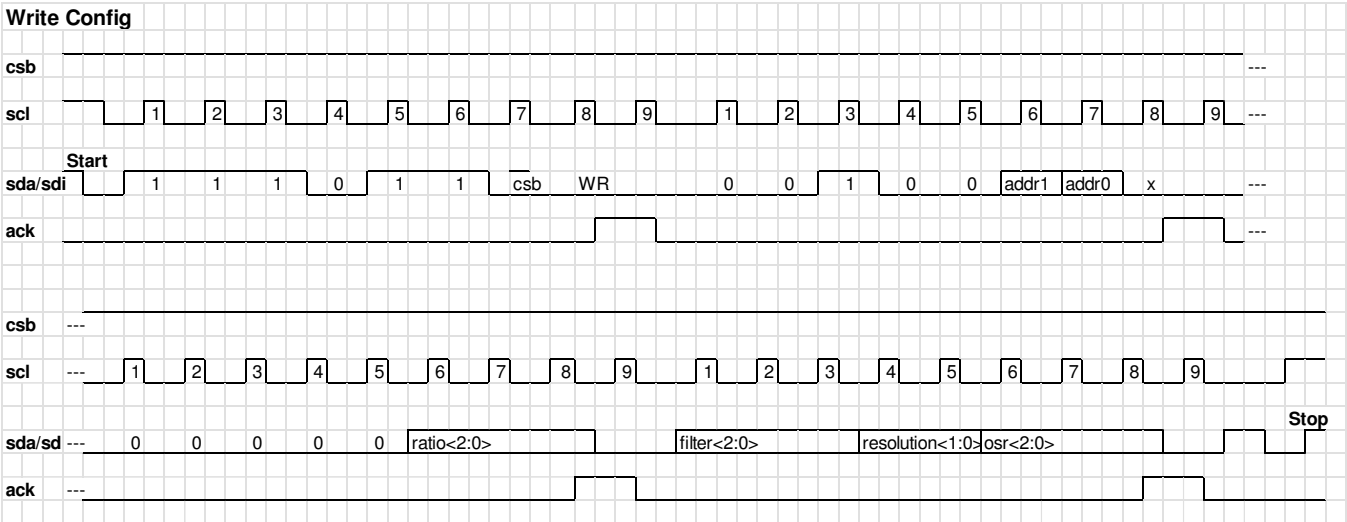 Write Config
csb ---
scl 1 2 3 4 5 6 7 8 9 1 2 3 4 5 6 7 8 9 ---
Start
sda/sdi 1 1 1 0 1 1 csb WR 0 0 1 0 0 addr1 addr0 x ---
ack ---
csb ---
scl --- 1 2 3 4 5 6 7 8 9 1 2 3 4 5 6 7 8 9
Stop
sda/sd --- 0 0 0 0 0 ratio<2:0> filter<2:0> resolution<1:0> osr<2:0>
ack ---